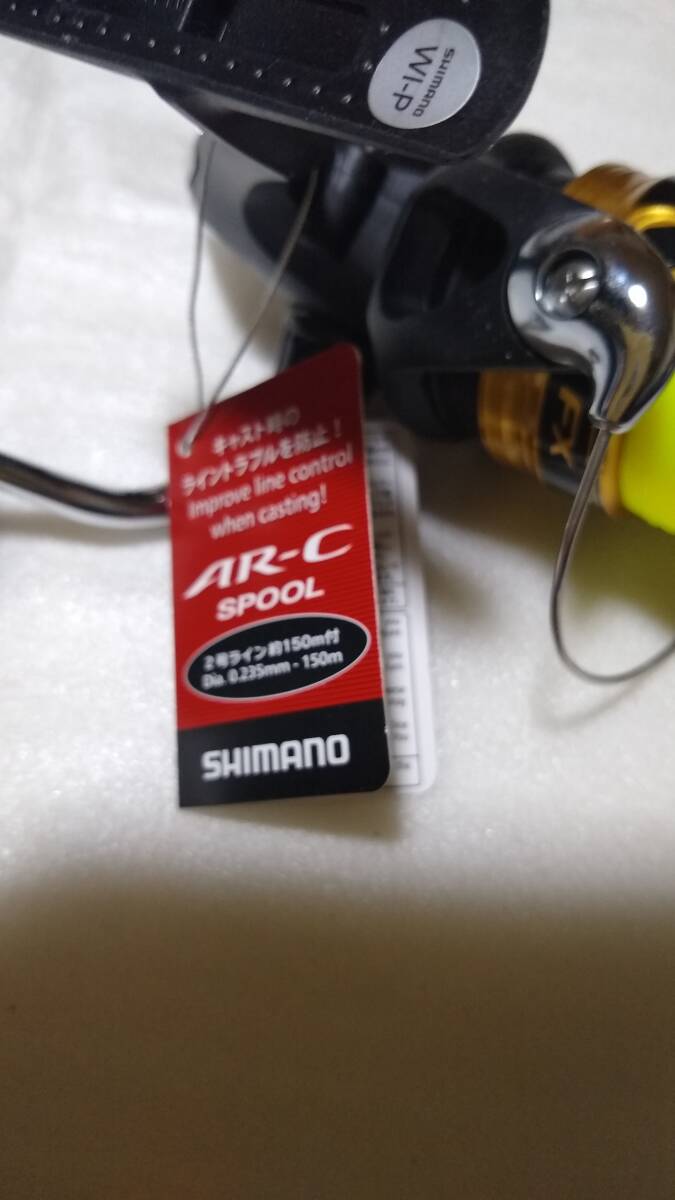 SHIMANO
WI-P
FX
キャスト時の
ライントラブルを防止！
Improve line control
when casting!
AR-C
SPOOL
2号ライン約150m付
Dia. 0.235mm - 150m
SHIMANO